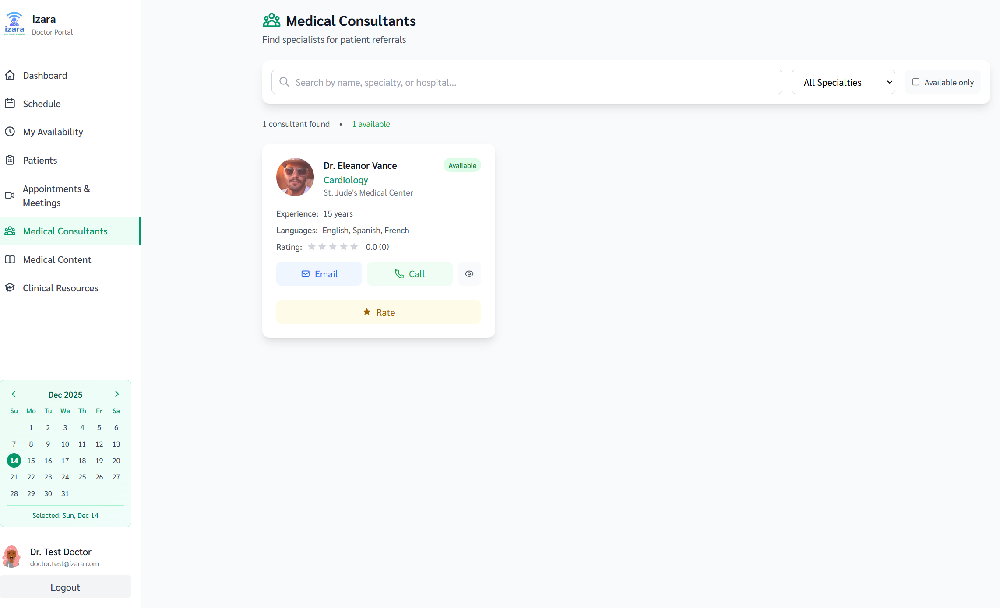 izara
your doctor anywhere
Izara
Doctor Portal
Dashboard
Schedule
My Availability
Patients
Appointments &
Meetings
Medical Consultants
Medical Content
Clinical Resources
Dec 2025
Su Mo Tu We Th Fr Sa
1 2 3 4 5 6
7 8 9 10 11 12 13
14 15 16 17 18 19 20
21 22 23 24 25 26 27
28 29 30 31
Selected: Sun, Dec 14
Dr. Test Doctor
doctor.test@izara.com
Logout
Medical Consultants
Find specialists for patient referrals
Search by name, specialty, or hospital...
All Specialties
Available only
1 consultant found • 1 available
Dr. Eleanor Vance
Available
Cardiology
St. Jude's Medical Center
Experience: 15 years
Languages: English, Spanish, French
Rating: 0.0 (0)
Email
Call
Rate